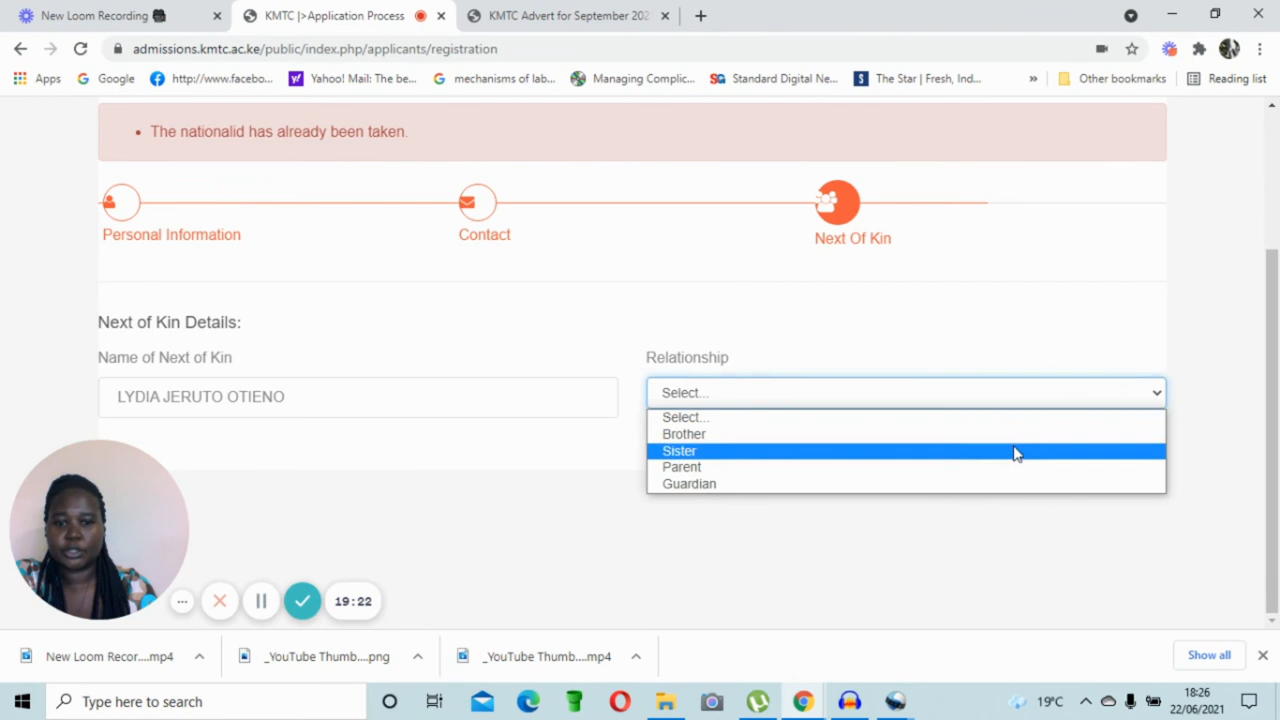 New Loom Recording
KMTC |>Application Process
KMTC Advert for September 202
admissions.kmtc.ac.ke/public/index.php/applicants/registration
Apps
Google
http://www.facebo...
Yahoo! Mail: The be...
mechanisms of lab...
Managing Complic...
SG Standard Digital Ne...
The Star | Fresh, Ind...
»
Other bookmarks
Reading list
• The nationalid has already been taken.
Personal Information
Contact
Next Of Kin
Next of Kin Details:
Name of Next of Kin
LYDIA JERUTO OTIENO
Relationship
Select...
Select...
Brother
Sister
Parent
Guardian
19:22
New Loom Recor....mp4
_YouTube Thumb....png
_YouTube Thumb....mp4
Show all
Type here to search
19°C
18:26
22/06/2021